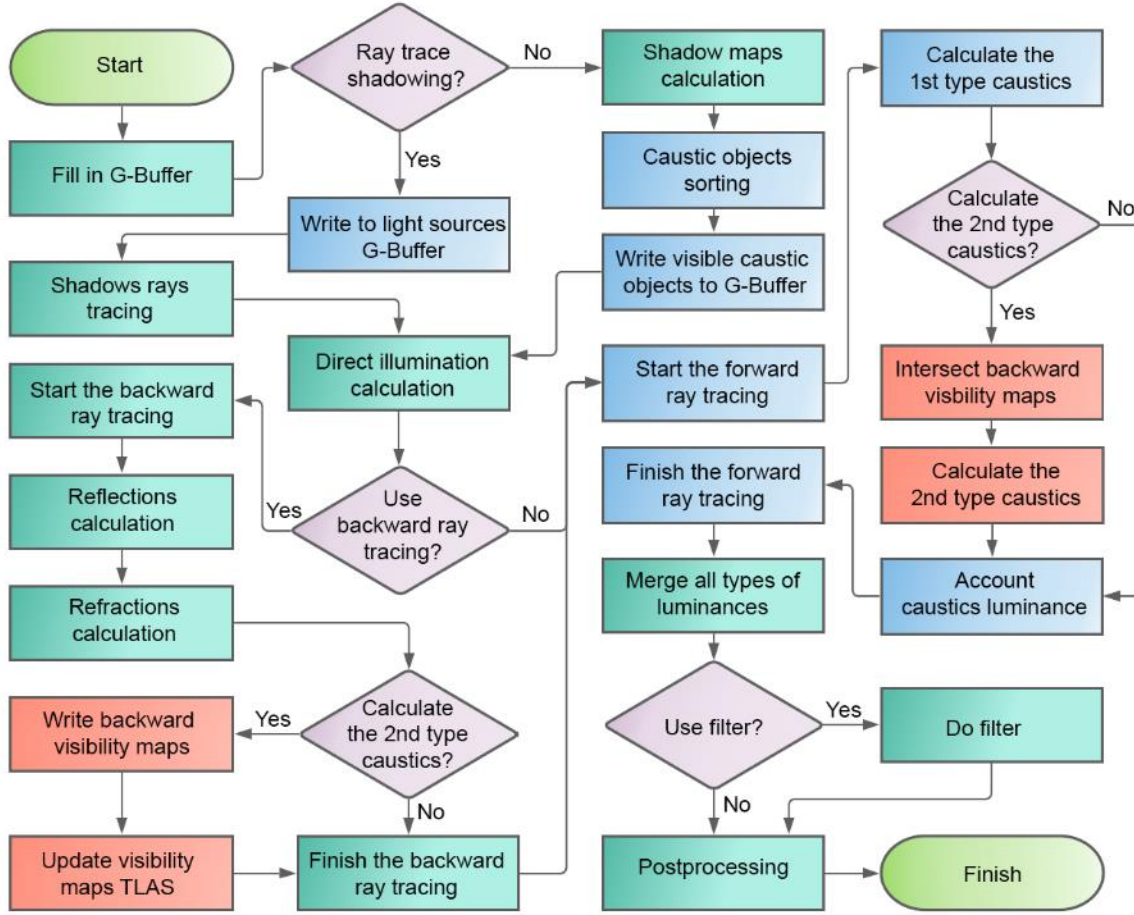 Start
Fill in G-Buffer
Ray trace
shadowing?
No
Yes
Write to light sources
G-Buffer
Shadows rays
tracing
Shadow maps
calculation
Caustic objects
sorting
Write visible caustic
objects to G-Buffer
Direct illumination
calculation
Use
backward ray
tracing?
Yes
No
Start the backward
ray tracing
Reflections
calculation
Refractions
calculation
Calculate
the 2nd type
caustics?
Yes
No
Write backward
visibility maps
Update visibility
maps TLAS
Finish the backward
ray tracing
Start the forward
ray tracing
Calculate the
1st type caustics
Calculate
the 2nd type
caustics?
No
Yes
Intersect backward
visbility maps
Calculate the
2nd type caustics
Account
caustics luminance
Finish the forward
ray tracing
Merge all types of
luminances
Use filter?
Yes
No
Do filter
Postprocessing
Finish